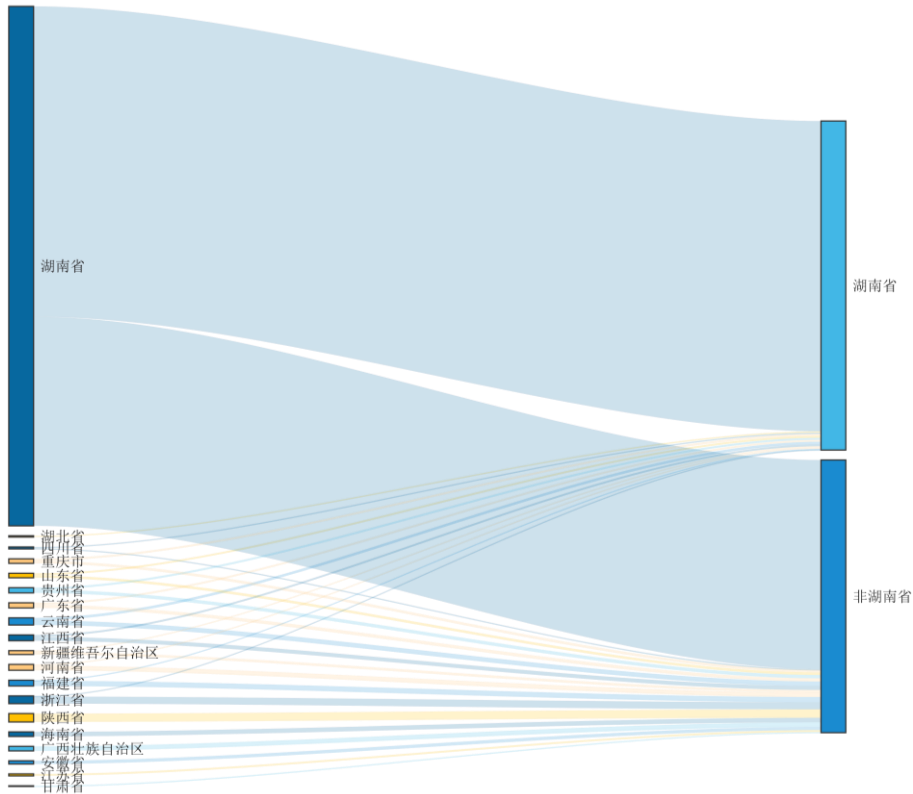 湖南省
湖南省
湖北省
四川省
重庆市
山东省
贵州省
广东省
非湖南省
云南省
江西省
新疆维吾尔自治区
河南省
福建省
浙江省
陕西省
海南省
广西壮族自治区
安徽省
江苏省
甘肃省